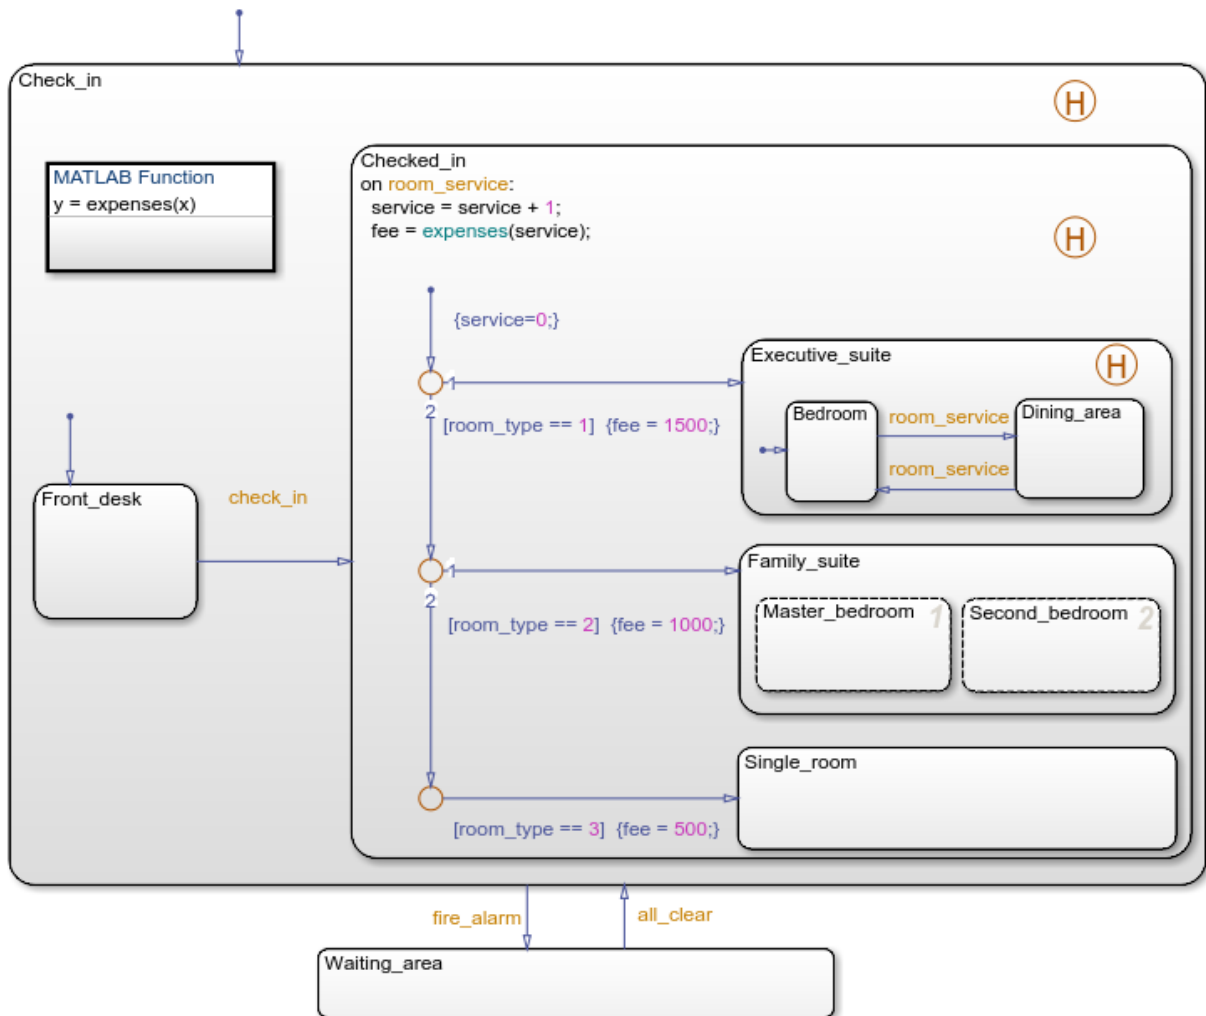 Check_in
H
MATLAB Function
y = expenses(x)
Checked_in
on room_service:
service = service + 1;
fee = expenses(service);
H
{service=0;}
Executive_suite
H
1
2
[room_type == 1] {fee = 1500;}
Bedroom
room_service
Dining_area
room_service
Front_desk
check_in
1
2
Family_suite
[room_type == 2] {fee = 1000;}
Master_bedroom 1
Second_bedroom 2
Single_room
[room_type == 3] {fee = 500;}
fire_alarm
all_clear
Waiting_area